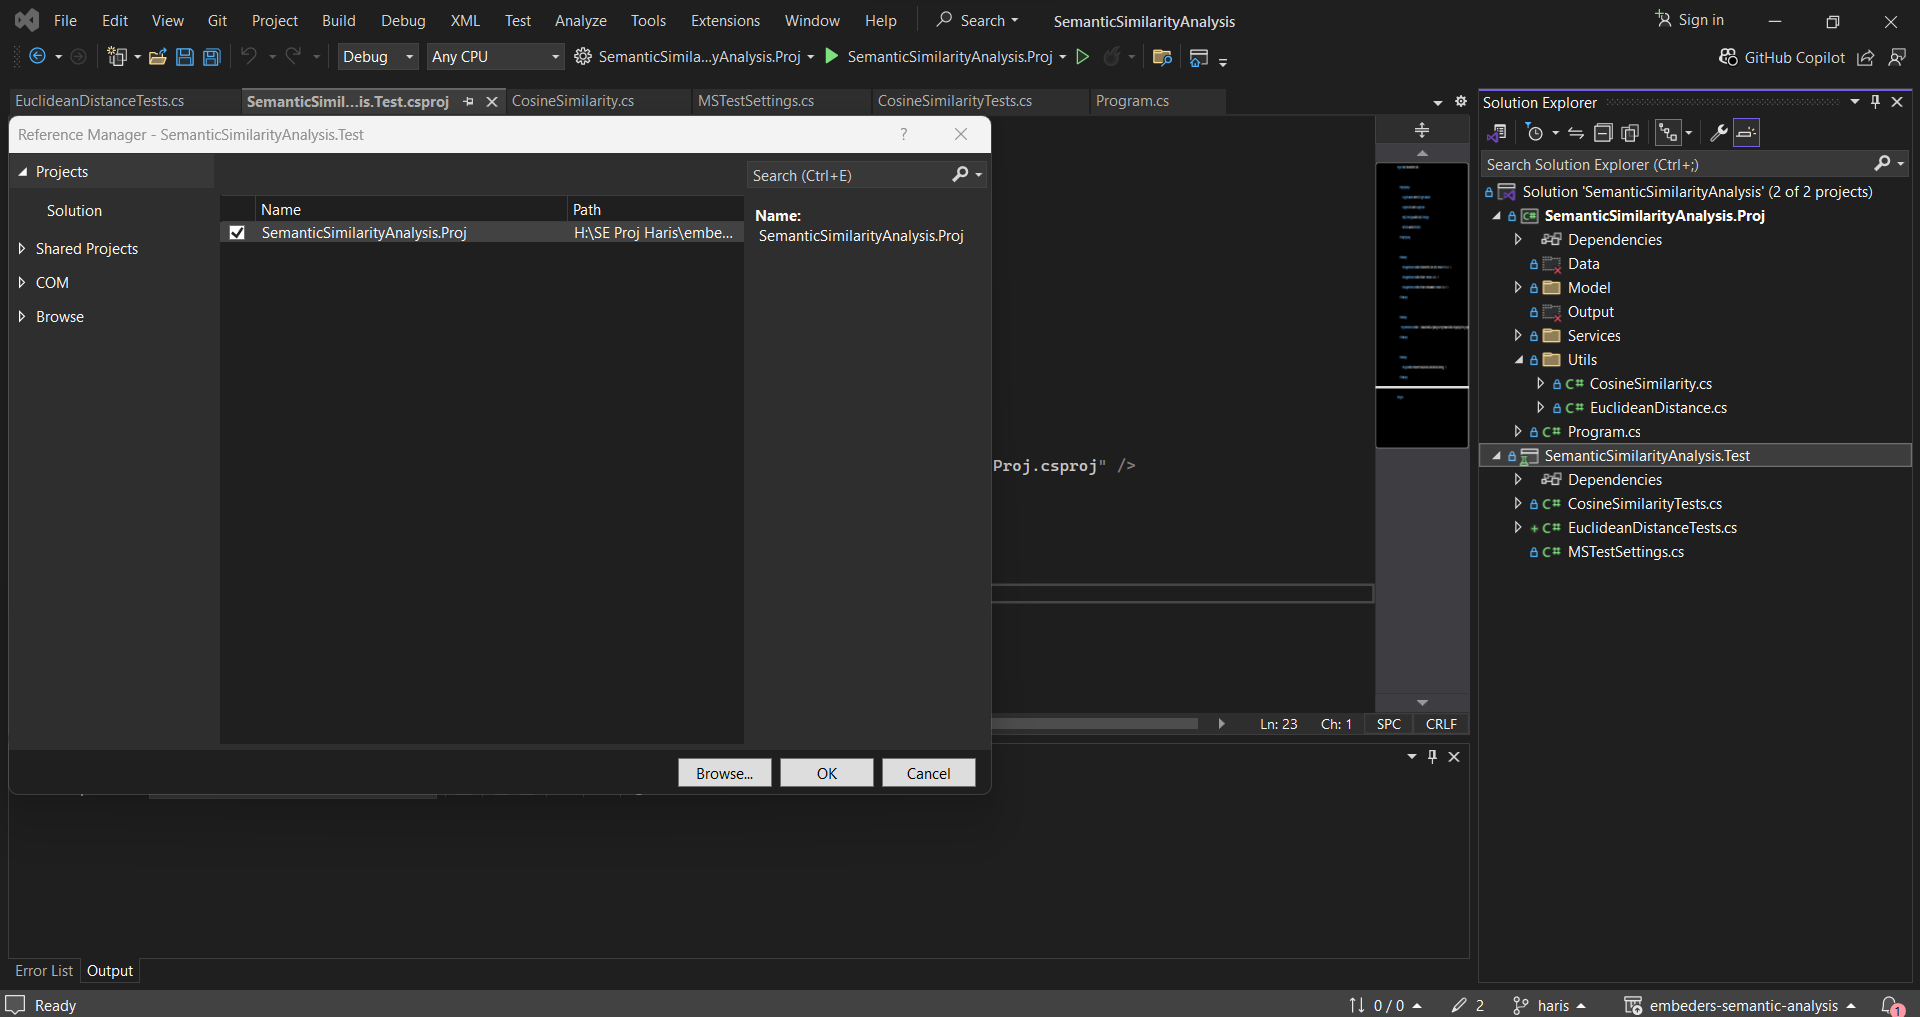 File Edit View Git Project Build Debug XML Test Analyze Tools Extensions Window Help Search SemanticSimilarityAnalysis Sign in
Debug Any CPU SemanticSimila...yAnalysis.Proj SemanticSimilarityAnalysis.Proj GitHub Copilot
EuclideanDistanceTests.cs SemanticSimil...is.Test.csproj CosineSimilarity.cs MSTestSettings.cs CosineSimilarityTests.cs Program.cs
Reference Manager - SemanticSimilarityAnalysis.Test ?
Projects
Solution
Shared Projects
COM
Browse
Name Path
SemanticSimilarityAnalysis.Proj H:\SE Proj Haris\embe...
Search (Ctrl+E)
Name:
SemanticSimilarityAnalysis.Proj
Browse... OK Cancel
Proj.csproj" />
Ln: 23 Ch: 1 SPC CRLF
Solution Explorer
Search Solution Explorer (Ctrl+;)
Solution 'SemanticSimilarityAnalysis' (2 of 2 projects)
SemanticSimilarityAnalysis.Proj
Dependencies
Data
Model
Output
Services
Utils
C# CosineSimilarity.cs
C# EuclideanDistance.cs
C# Program.cs
SemanticSimilarityAnalysis.Test
Dependencies
C# CosineSimilarityTests.cs
+ C# EuclideanDistanceTests.cs
C# MSTestSettings.cs
Error List Output
Ready 0 / 0 2 haris embeders-semantic-analysis 1